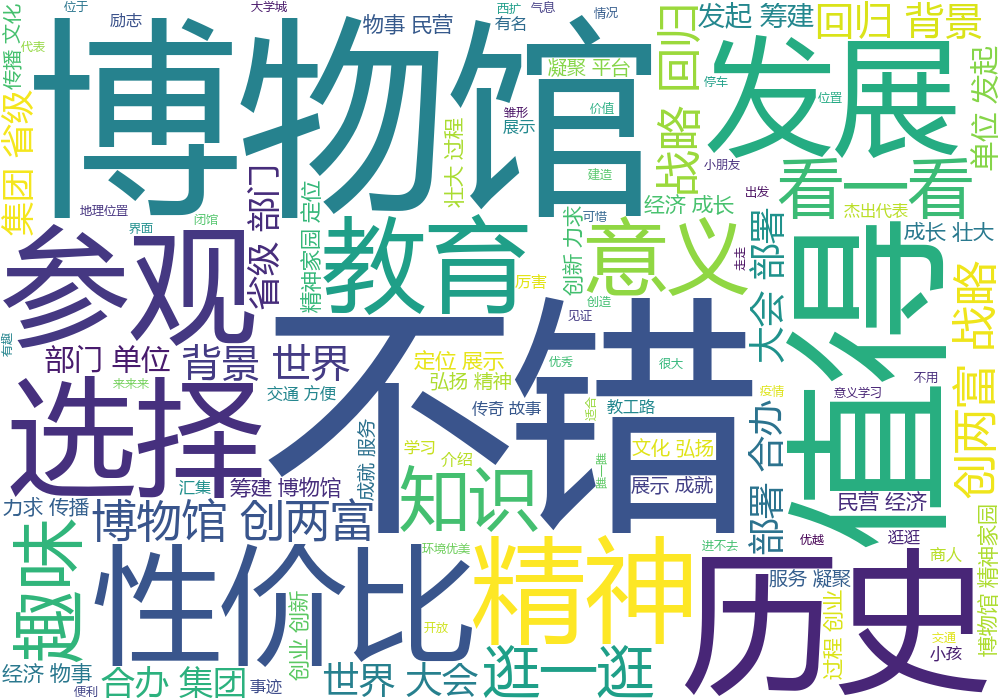 博物馆
不错
值得
发展
参观
选择
历史
教育
性价比
精神
意义
知识
看一看
趣味
逛一逛
回归 战略
回归 背景
发起 筹建
单位 发起
物事 民营
励志
位于
大学城
西扩
有名
气息
情况
传播 文化
代表
集团 省级
凝聚 平台
雏形
展示
价值
停车
位置
小朋友
壮大 过程
省级 部门
精神家园 定位
地理位置
闭馆
界面
建造
可惜
经济 成长
出发
杰出代表
成长 壮大
创新 力求
厉害
创造
见证
走走
大会 部署
创两富 战略
有趣
部门 单位
背景 世界
来来来
交通 方便
定位 展示
弘扬 精神
优秀
很大
疫情
意义学习
不用
传奇 故事
适合
教工路
成就 服务
学习
介绍
文化 弘扬
部署 合办
汇集
筹建 博物馆
展示 成就
民营 经济
力求 传播
博物馆 创两富
环境优美
进不去
优越
逛逛
商人
博物馆 精神家园
服务 凝聚
创业 创新
开放
过程 创业
交通
小孩
经济 物事
便利
合办 集团
事迹
世界 大会